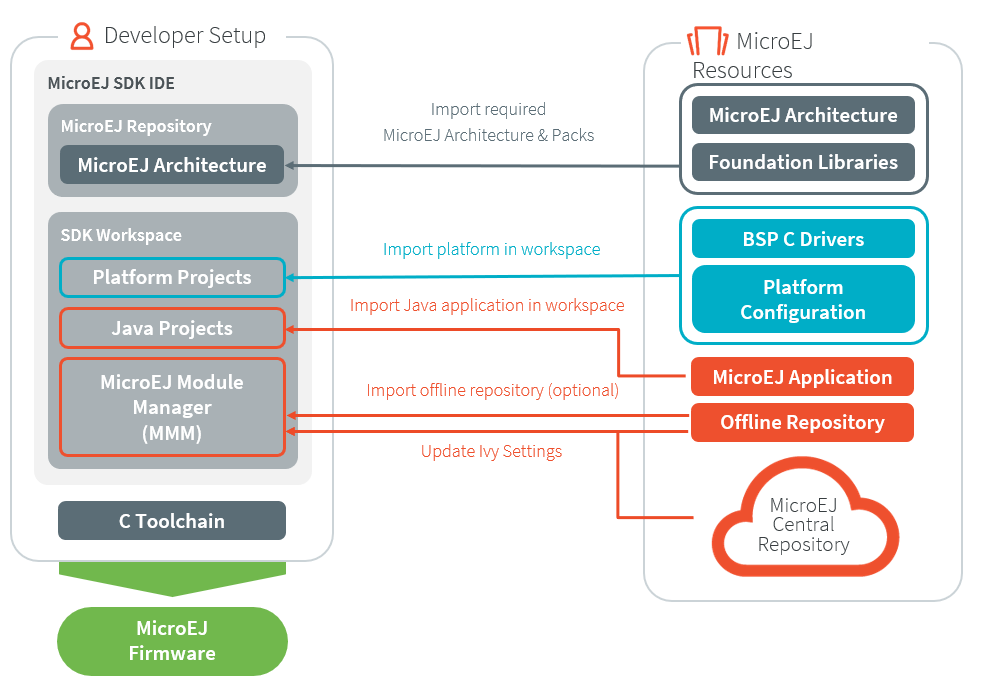 Developer Setup
MicroEJ SDK IDE
MicroEJ Repository
MicroEJ Architecture
SDK Workspace
Platform Projects
Java Projects
MicroEJ Module
Manager
(MMM)
C Toolchain
MicroEJ
Firmware
Import required
MicroEJ Architecture & Packs
Import platform in workspace
Import Java application in workspace
Import offline repository (optional)
Update Ivy Settings
MicroEJ
Resources
MicroEJ Architecture
Foundation Libraries
BSP C Drivers
Platform
Configuration
MicroEJ Application
Offline Repository
MicroEJ
Central
Repository